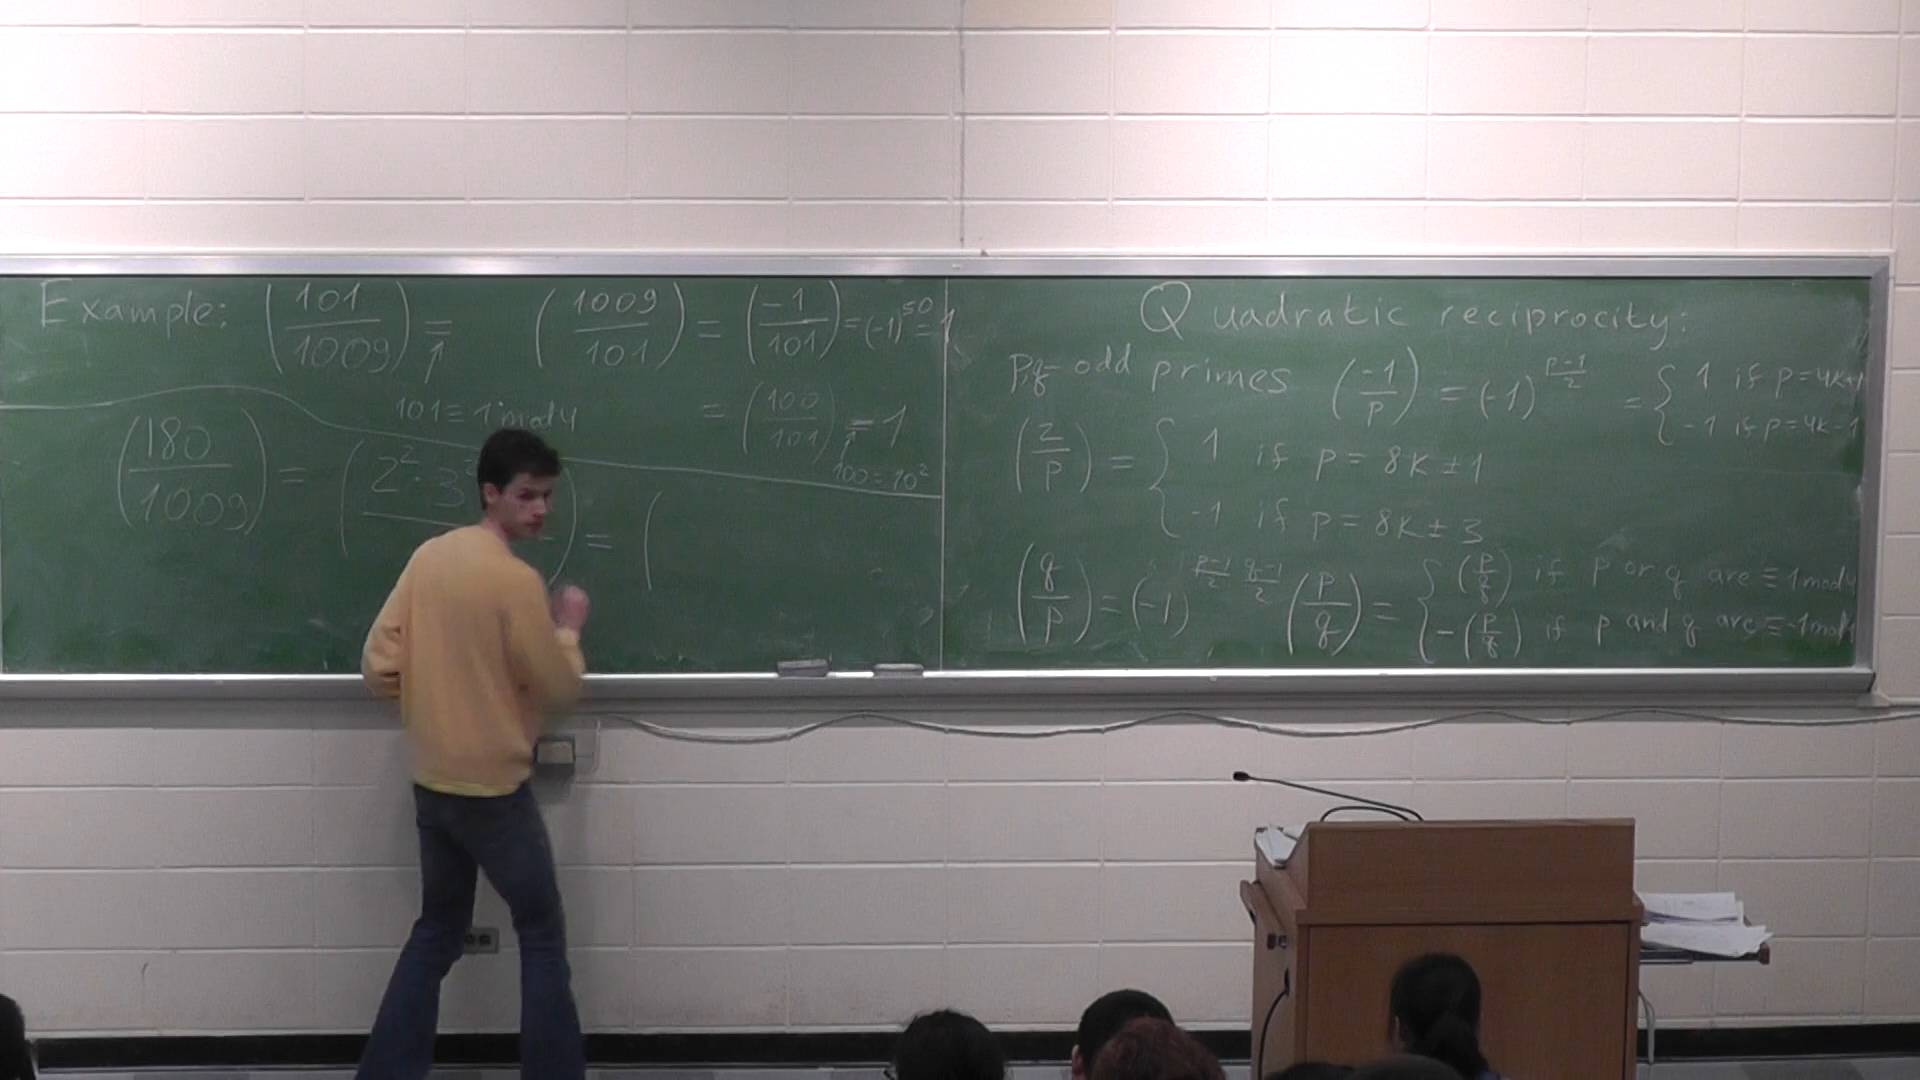 Example: (101/1009) = (1009/101) = (-1/101) = (-1)^50 = 1
101 ≡ 1 mod 4
= (100/101) = 1
100 = 10^2
(180/1009) = (2^2 · 3^2 ) = (
Quadratic reciprocity:
p,q - odd primes (-1/p) = (-1)^{(p-1)/2} = { 1 if p = 4k+1
-1 if p = 4k-1
(2/p) = { 1 if p = 8k ± 1
-1 if p = 8k ± 3
(q/p) = (-1)^{(p-1)/2 (q-1)/2} (p/q) = { (p/q) if p or q are ≡ 1 mod 4
-(p/q) if p and q are ≡ -1 mod 4